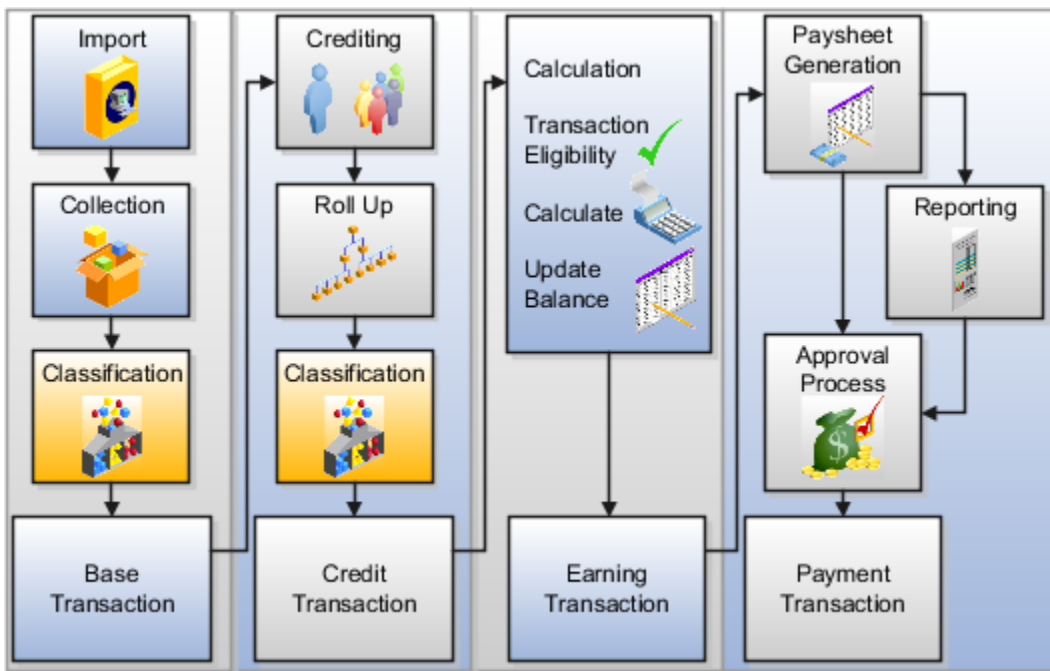 Import
Collection
Classification
Base
Transaction
Crediting
Roll Up
Classification
Credit
Transaction
Calculation
Transaction
Eligibility
Calculate
Update
Balance
Earning
Transaction
Paysheet
Generation
Reporting
Approval
Process
Payment
Transaction